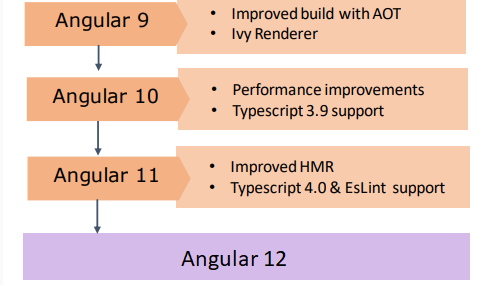 Angular 9
• Improved build with AOT
• Ivy Renderer
Angular 10
• Performance improvements
• Typescript 3.9 support
Angular 11
• Improved HMR
• Typescript 4.0 & EsLint support
Angular 12